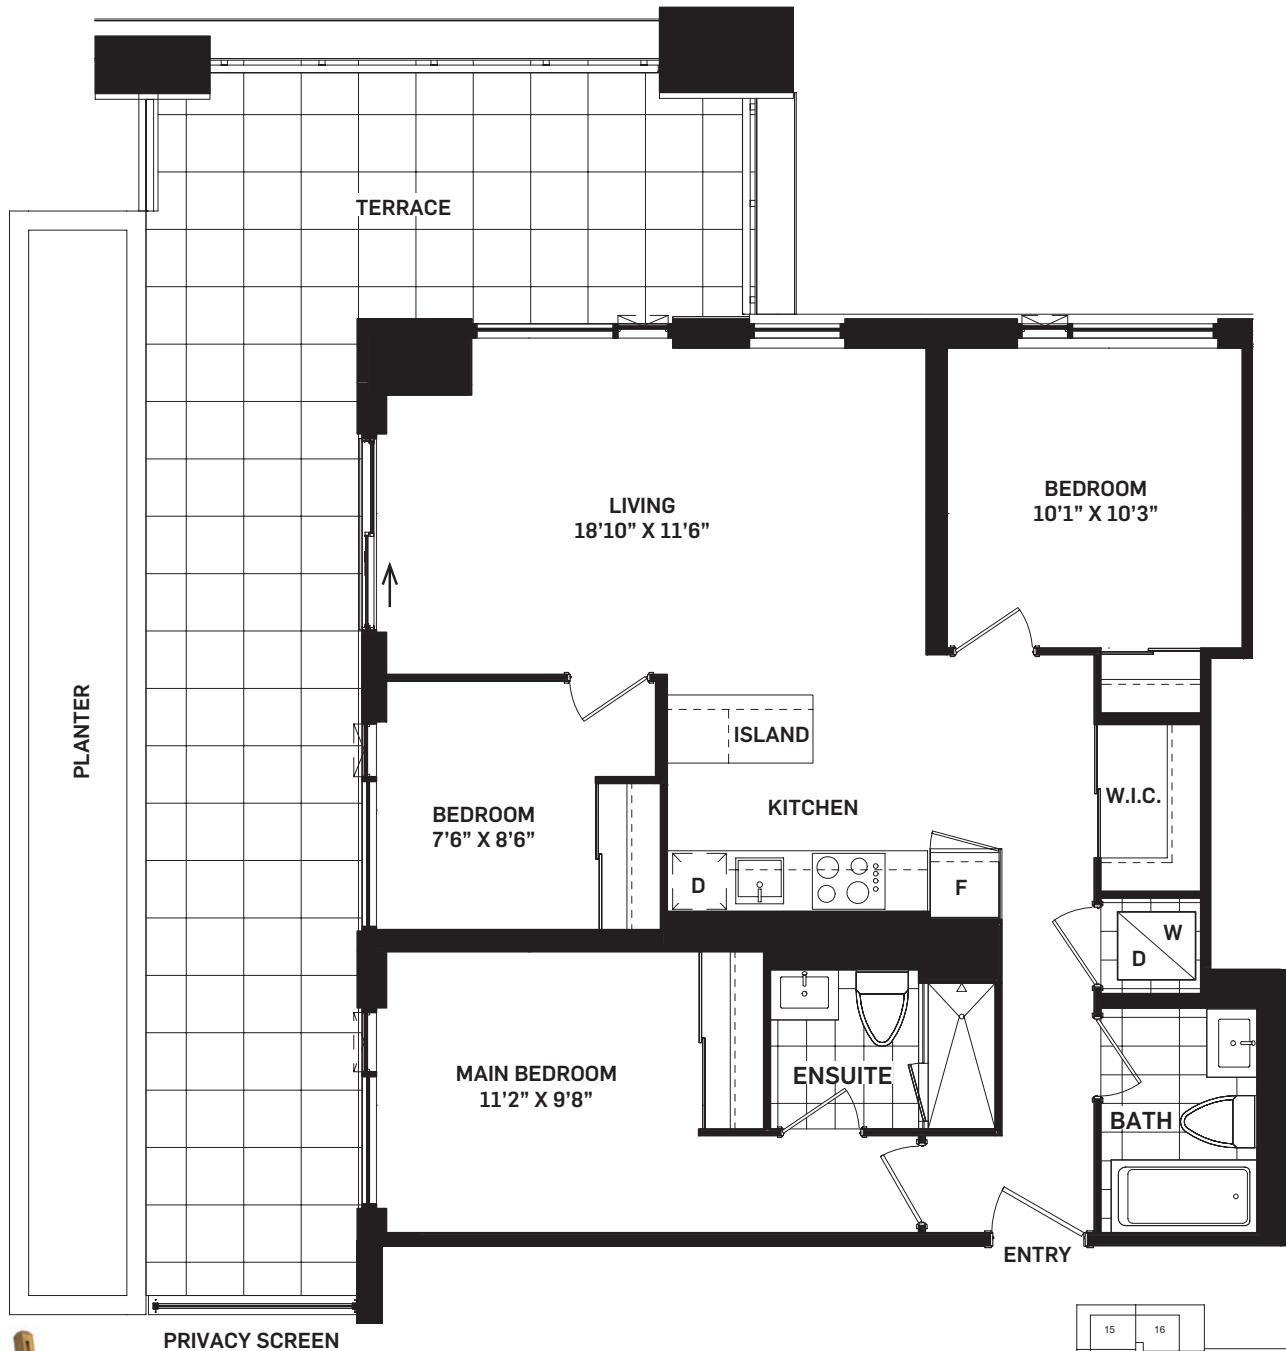 TERRACE
LIVING
18’10” X 11’6”
BEDROOM
10’1” X 10’3”
PLANTER
ISLAND
W.I.C.
KITCHEN
BEDROOM
7’6” X 8’6”
D
F
W
D
MAIN BEDROOM
11’2” X 9’8”
ENSUITE
BATH
ENTRY
PRIVACY SCREEN
15
16